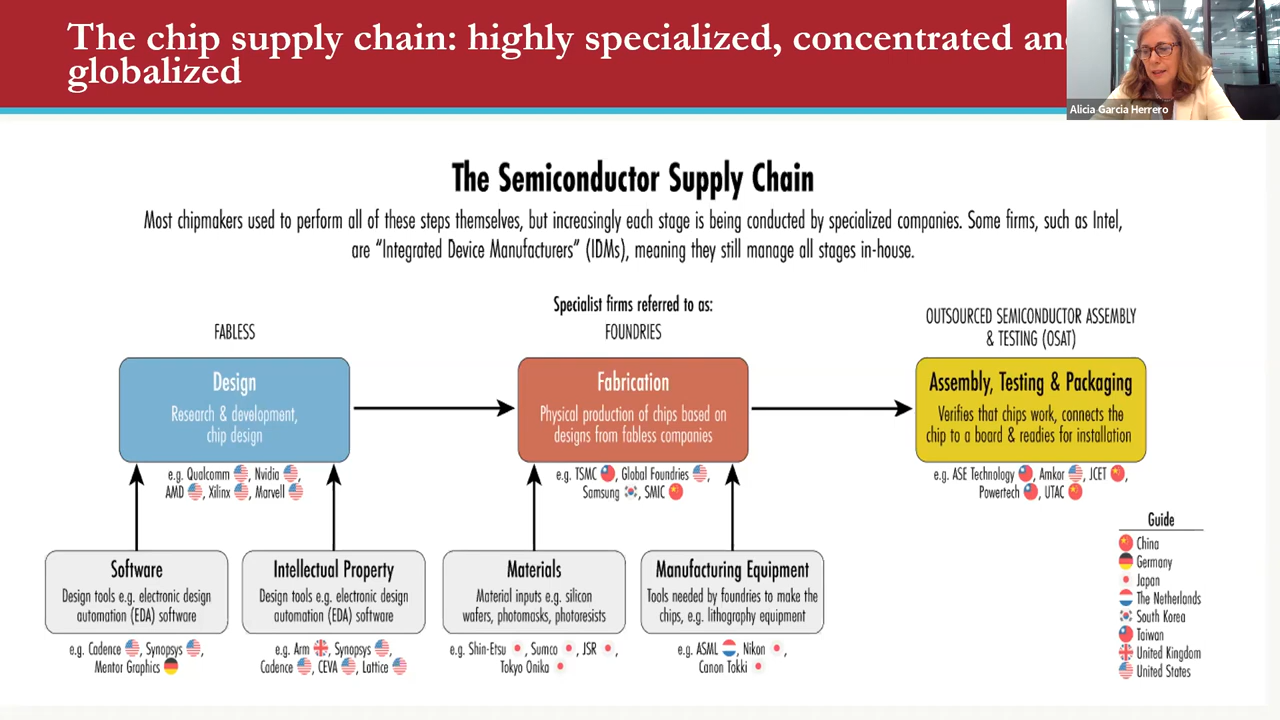 The chip supply chain: highly specialized, concentrated an
globalized
Alicia Garcia Herrero
The Semiconductor Supply Chain
Most chipmakers used to perform all of these steps themselves, but increasingly each stage is being conducted by specialized companies. Some firms, such as Intel,
are “Integrated Device Manufacturers” (IDMs), meaning they still manage all stages in-house.
Specialist firms referred to as:
FABLESS
FOUNDRIES
OUTSOURCED SEMICONDUCTOR ASSEMBLY
& TESTING (OSAT)
Design
Research & development,
chip design
Fabrication
Physical production of chips based on
designs from fabless companies
Assembly, Testing & Packaging
Verifies that chips work, connects the
chip to a board & readies for installation
e.g. Qualcomm , Nvidia ,
AMD , Xilinx , Marvell
e.g. TSMC , Global Foundries ,
Samsung , SMIC
e.g. ASE Technology , Amkor , JCET ,
Powertech , UTAC
Software
Design tools e.g. electronic design
automation (EDA) software
Intellectual Property
Design tools e.g. electronic design
automation (EDA) software
Materials
Material inputs e.g. silicon
wafers, photomasks, photoresists
Manufacturing Equipment
Tools needed by foundries to make the
chips, e.g. lithography equipment
e.g. Cadence , Synopsys ,
Mentor Graphics
e.g. Arm , Synopsys ,
Cadence , CEVA , Lattice
e.g. Shin-Etsu , Sumco , JSR ,
Tokyo Onika
e.g. ASML , Nikon ,
Canon Tokki
Guide
China
Germany
Japan
The Netherlands
South Korea
Taiwan
United Kingdom
United States